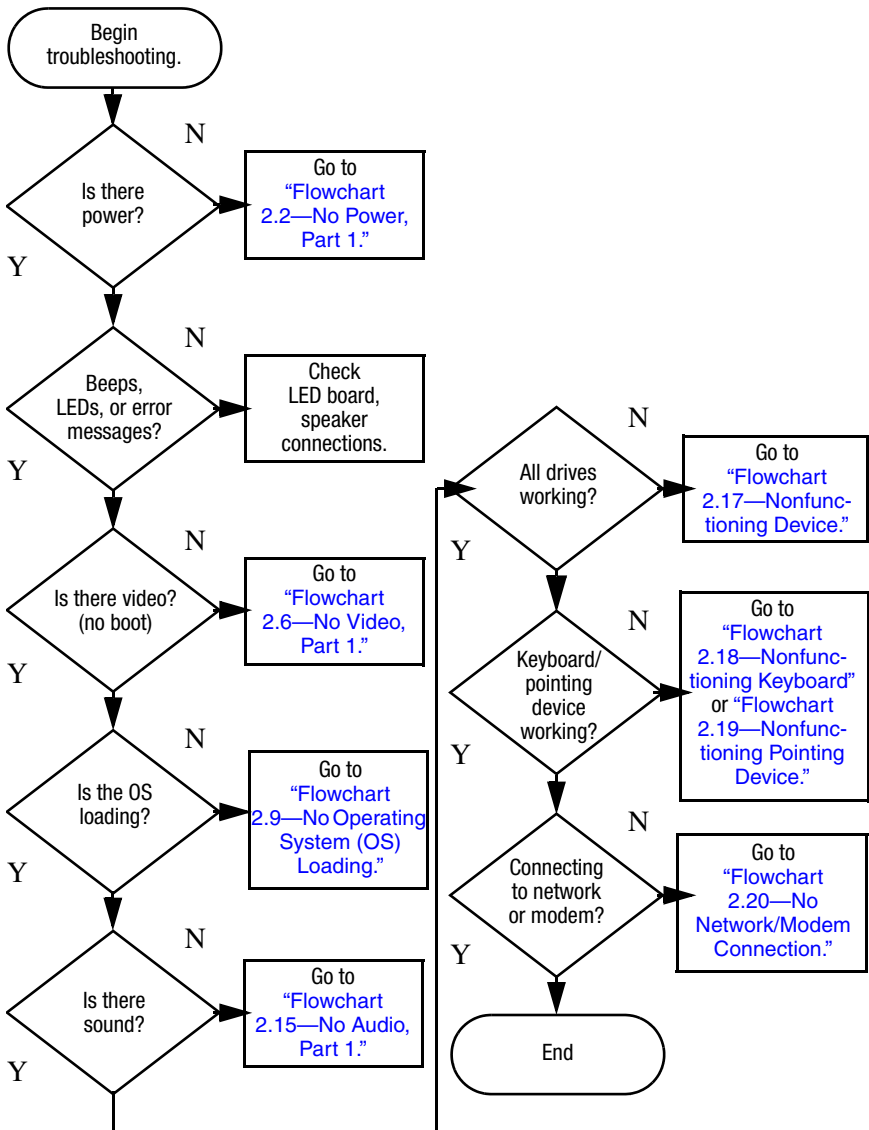 Begin
troubleshooting.
N
Is there
power?
Go to
“Flowchart
2.2—No Power,
Part 1.”
Y
N
Beeps,
LEDs, or error
messages?
Check
LED board,
speaker
connections.
Y
N
Is there video?
(no boot)
Go to
“Flowchart
2.6—No Video,
Part 1.”
Y
N
Is the OS
loading?
Go to
“Flowchart
2.9—No Operating
System (OS)
Loading.”
Y
N
Is there
sound?
Go to
“Flowchart
2.15—No Audio,
Part 1.”
Y
N
All drives
working?
Go to
“Flowchart
2.17—Nonfunc-
tioning Device.”
Y
N
Keyboard/
pointing
device
working?
Go to
“Flowchart
2.18—Nonfunc-
tioning Keyboard”
or “Flowchart
2.19—Nonfunc-
tioning Pointing
Device.”
Y
N
Connecting
to network
or modem?
Go to
“Flowchart
2.20—No
Network/Modem
Connection.”
Y
End